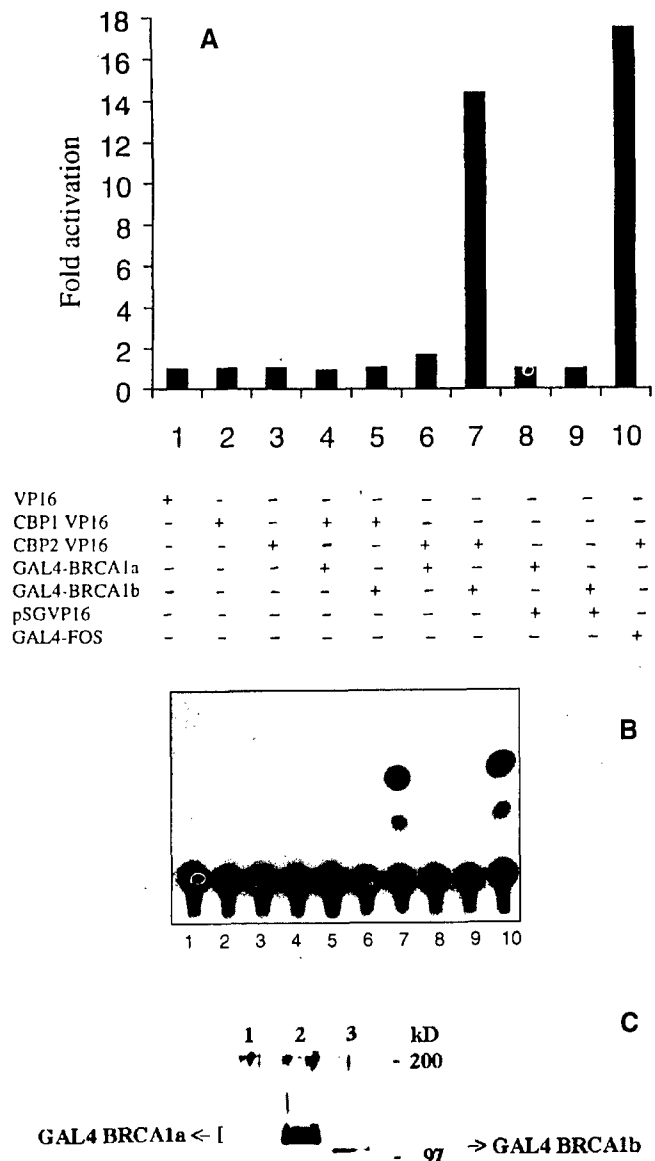 A
18
16
14
12
10
8
6
4
2
0
Fold activation
1 2 3 4 5 6 7 8 9 10
VP16 + - - - - - - - - -
CBP1 VP16 - + - + + - - - - -
CBP2 VP16 - - + - - + + - - +
GAL4-BRCA1a - - - + - + - + - -
GAL4-BRCA1b - - - - + - + - + -
pSGVP16 - - - - - - - + + -
GAL4-FOS - - - - - - - - - +
B
1 2 3 4 5 6 7 8 9 10
C
1 2 3 kD
- 200
GAL4 BRCA1a <- [
- 97 -> GAL4 BRCA1b